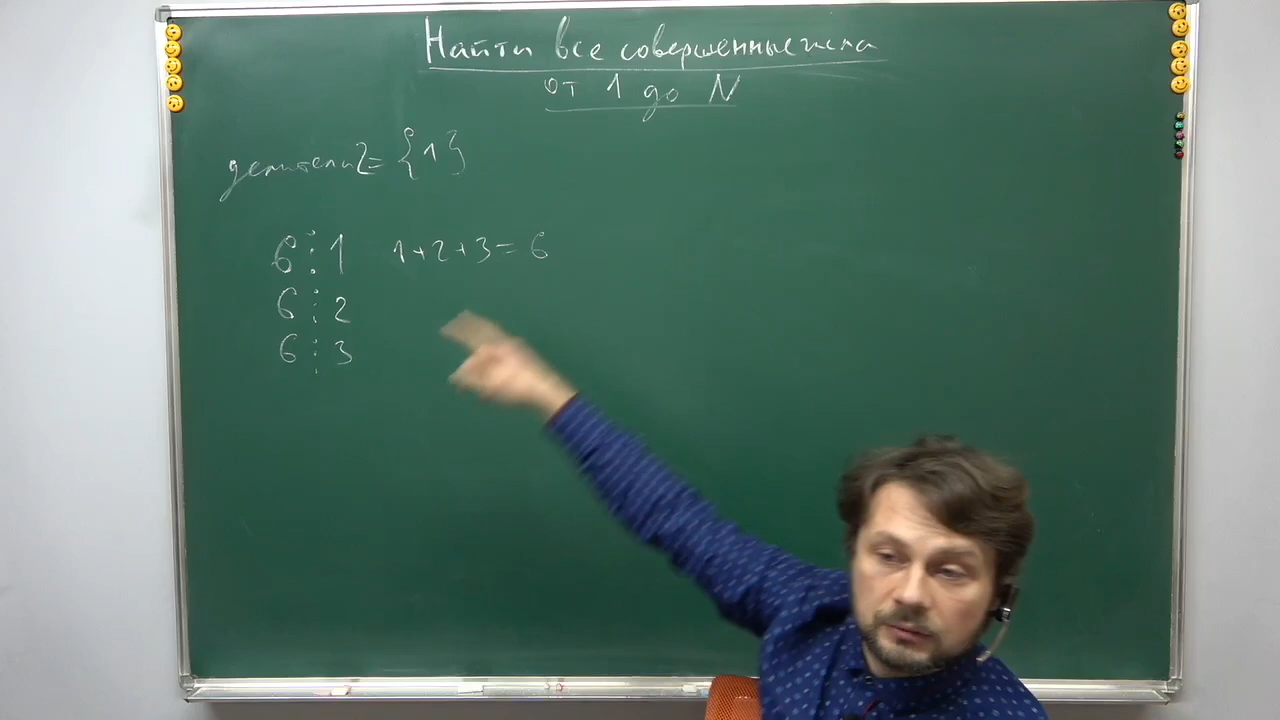 Найти все совершенные числа
от 1 до N
делители 2 = {1}
6 ⋮ 1 1+2+3=6
6 ⋮ 2
6 ⋮ 3